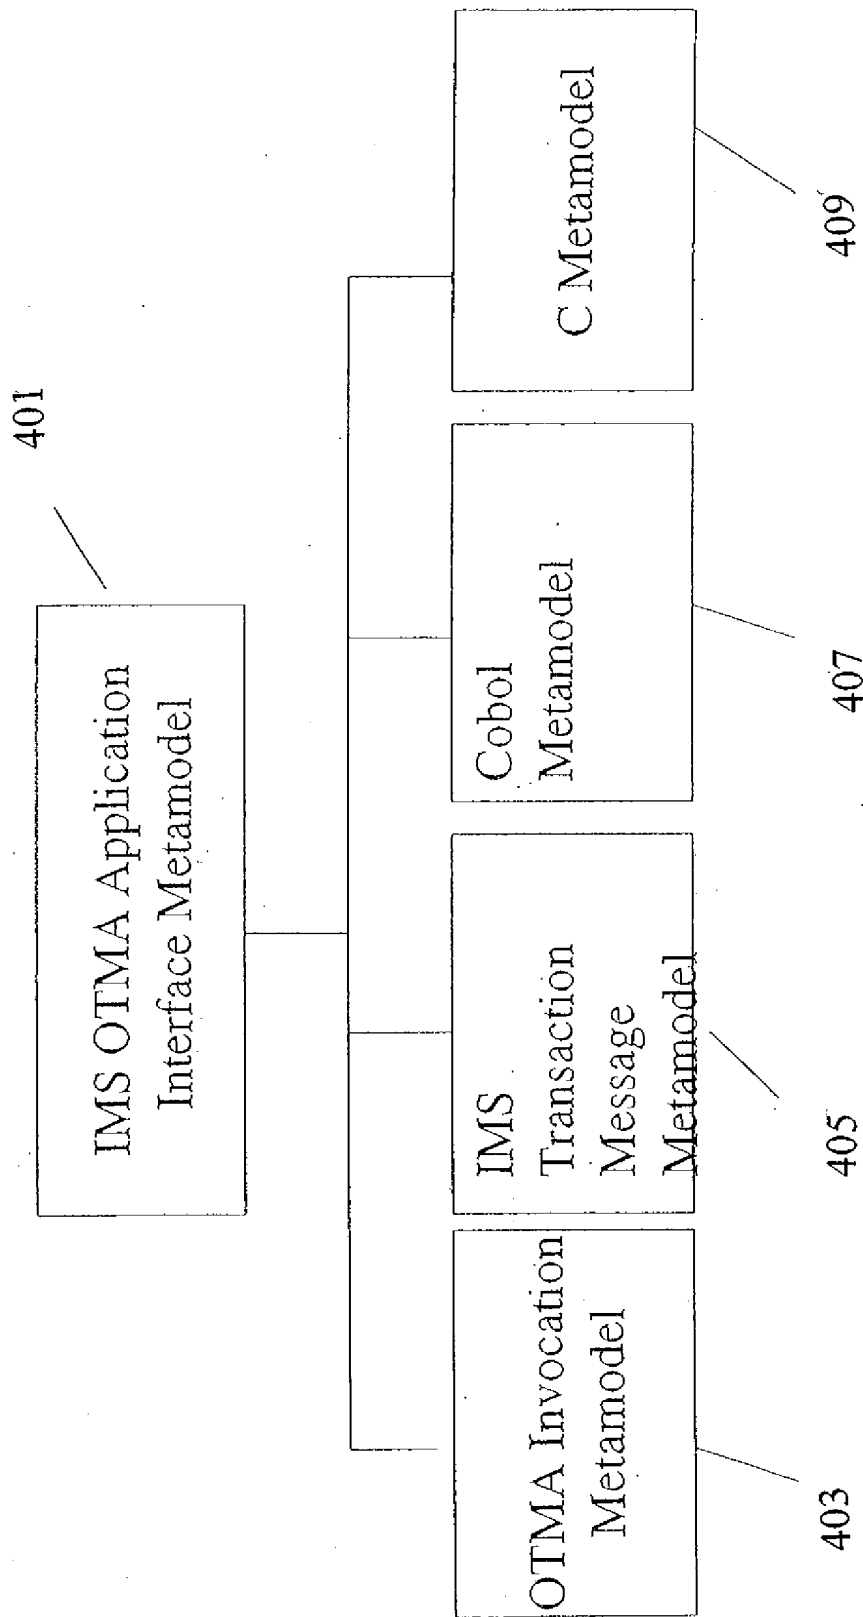 401
IMS OTMA Application
Interface Metamodel
OTMA Invocation
Metamodel
403
IMS
Transaction
Message
Metamodel
405
Cobol
Metamodel
407
C Metamodel
409